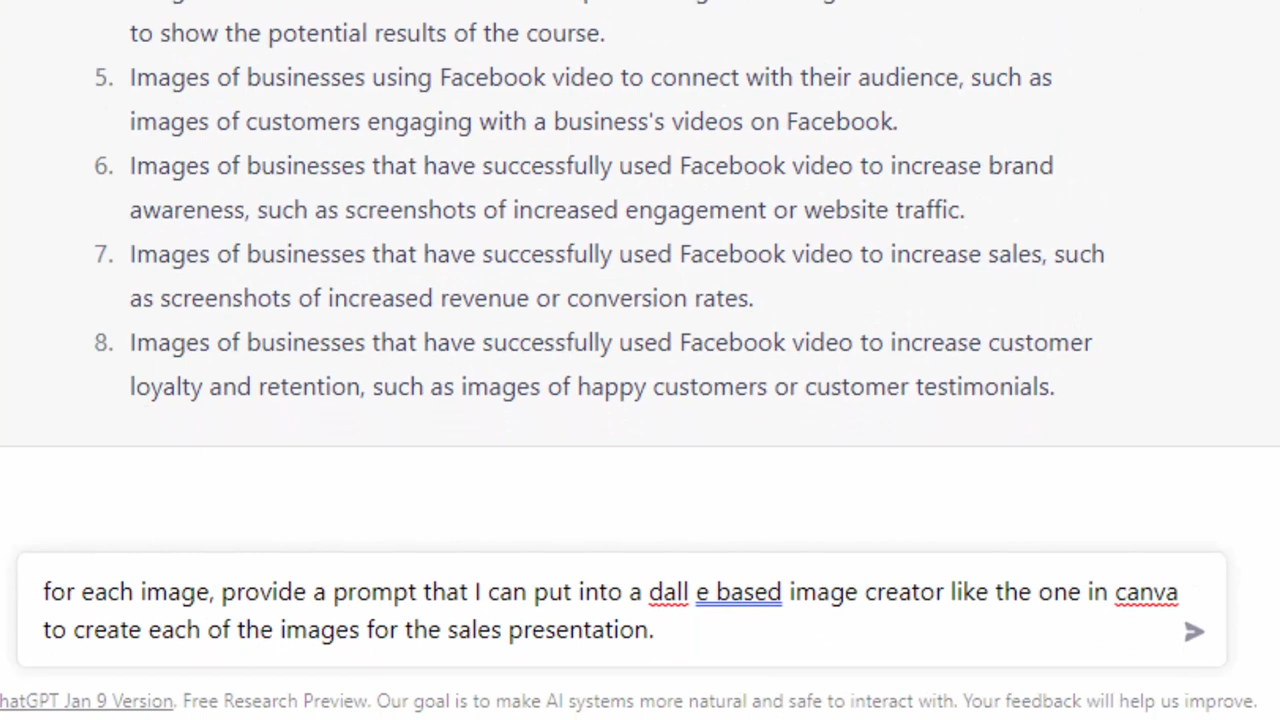 to show the potential results of the course.
5. Images of businesses using Facebook video to connect with their audience, such as
images of customers engaging with a business's videos on Facebook.
6. Images of businesses that have successfully used Facebook video to increase brand
awareness, such as screenshots of increased engagement or website traffic.
7. Images of businesses that have successfully used Facebook video to increase sales, such
as screenshots of increased revenue or conversion rates.
8. Images of businesses that have successfully used Facebook video to increase customer
loyalty and retention, such as images of happy customers or customer testimonials.
for each image, provide a prompt that I can put into a dall e based image creator like the one in canva
to create each of the images for the sales presentation.
hatGPT Jan 9 Version. Free Research Preview. Our goal is to make AI systems more natural and safe to interact with. Your feedback will help us improve.